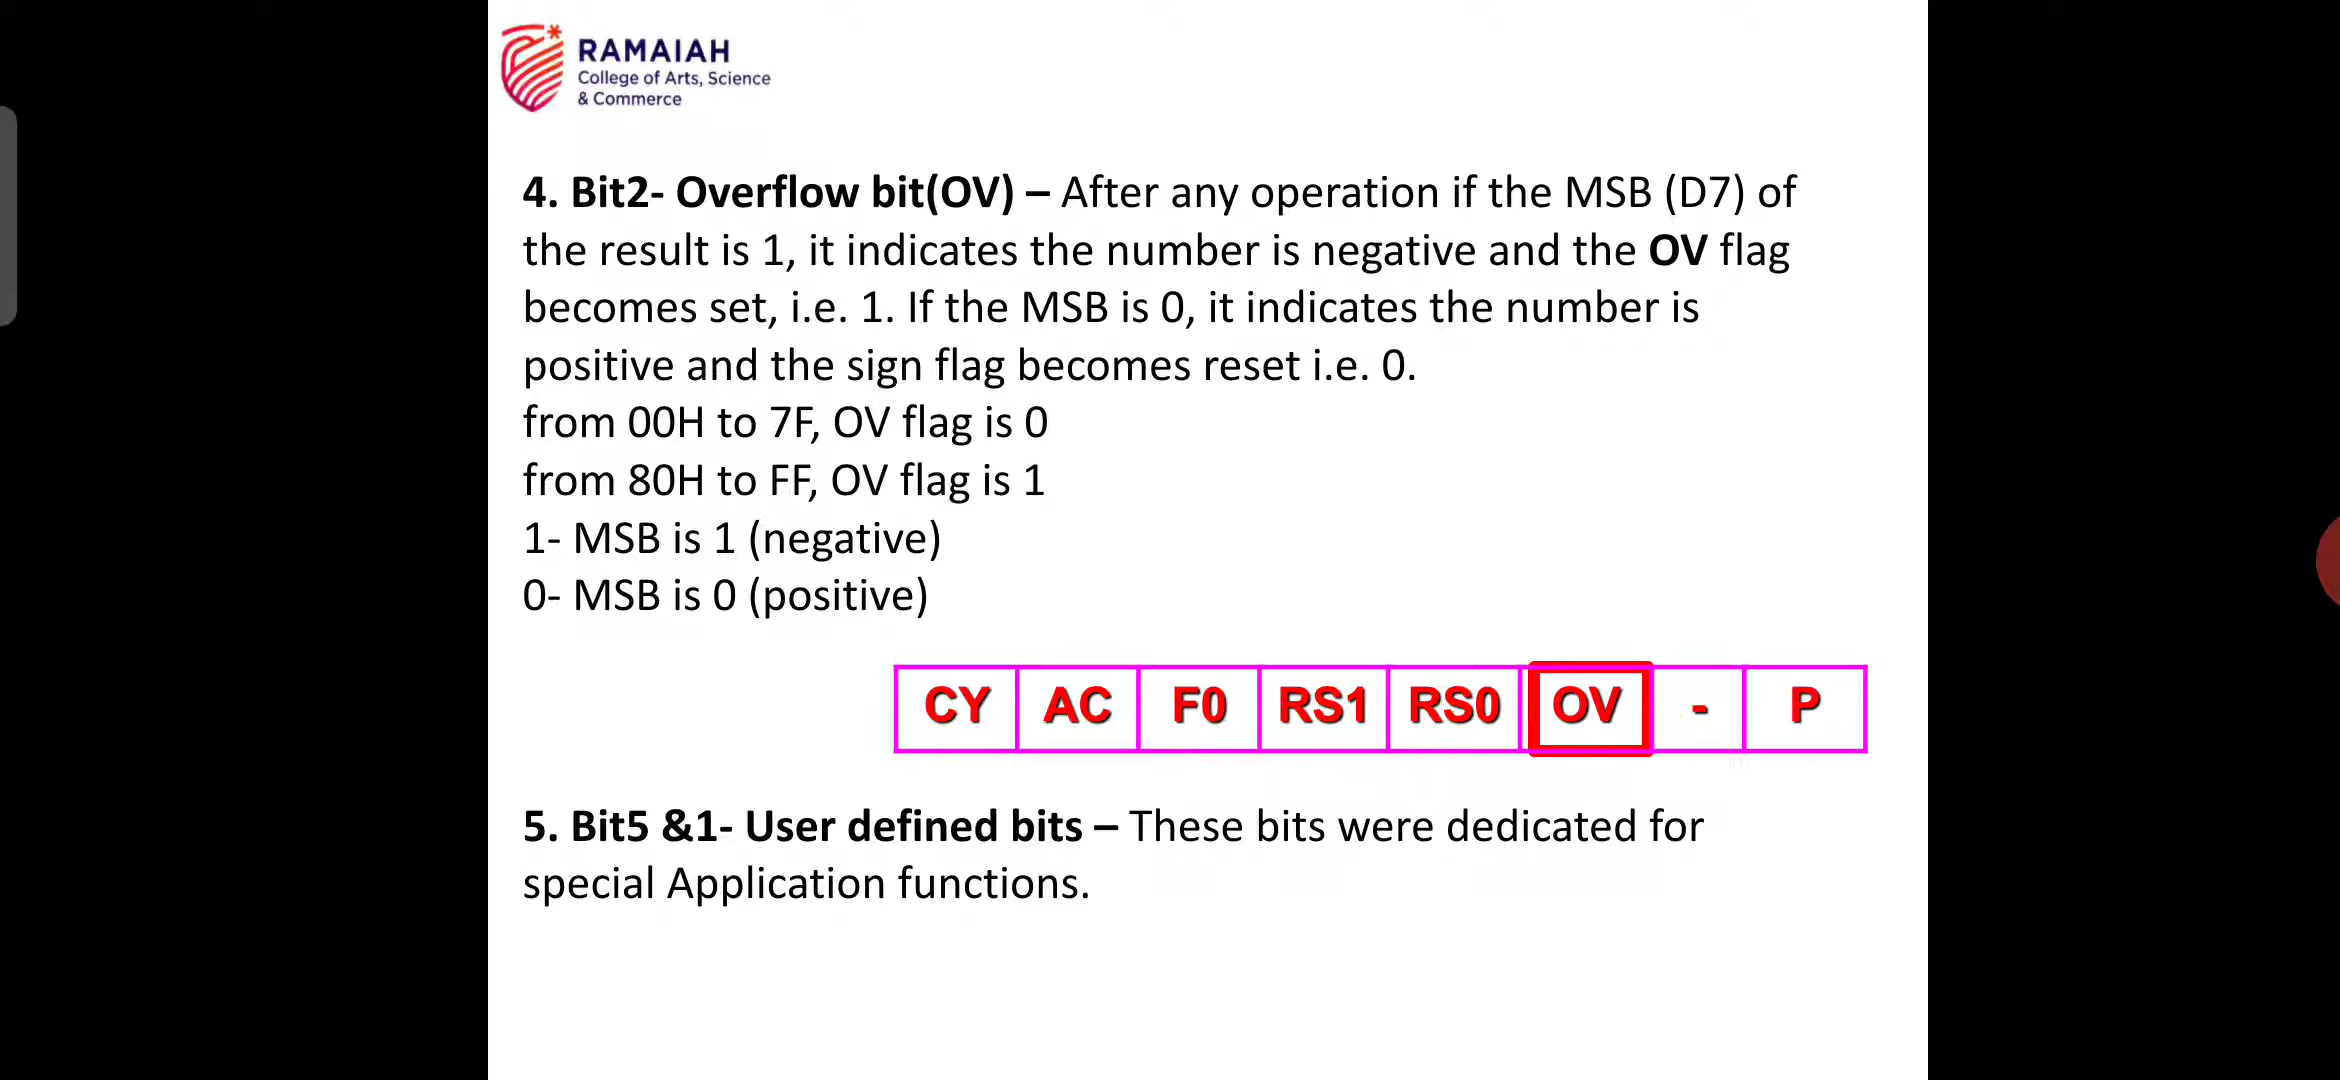 RAMAIAH
College of Arts, Science
& Commerce
4. Bit2- Overflow bit(OV) – After any operation if the MSB (D7) of
the result is 1, it indicates the number is negative and the OV flag
becomes set, i.e. 1. If the MSB is 0, it indicates the number is
positive and the sign flag becomes reset i.e. 0.
from 00H to 7F, OV flag is 0
from 80H to FF, OV flag is 1
1- MSB is 1 (negative)
0- MSB is 0 (positive)
CY AC F0 RS1 RS0 OV - P
5. Bit5 &1- User defined bits – These bits were dedicated for
special Application functions.